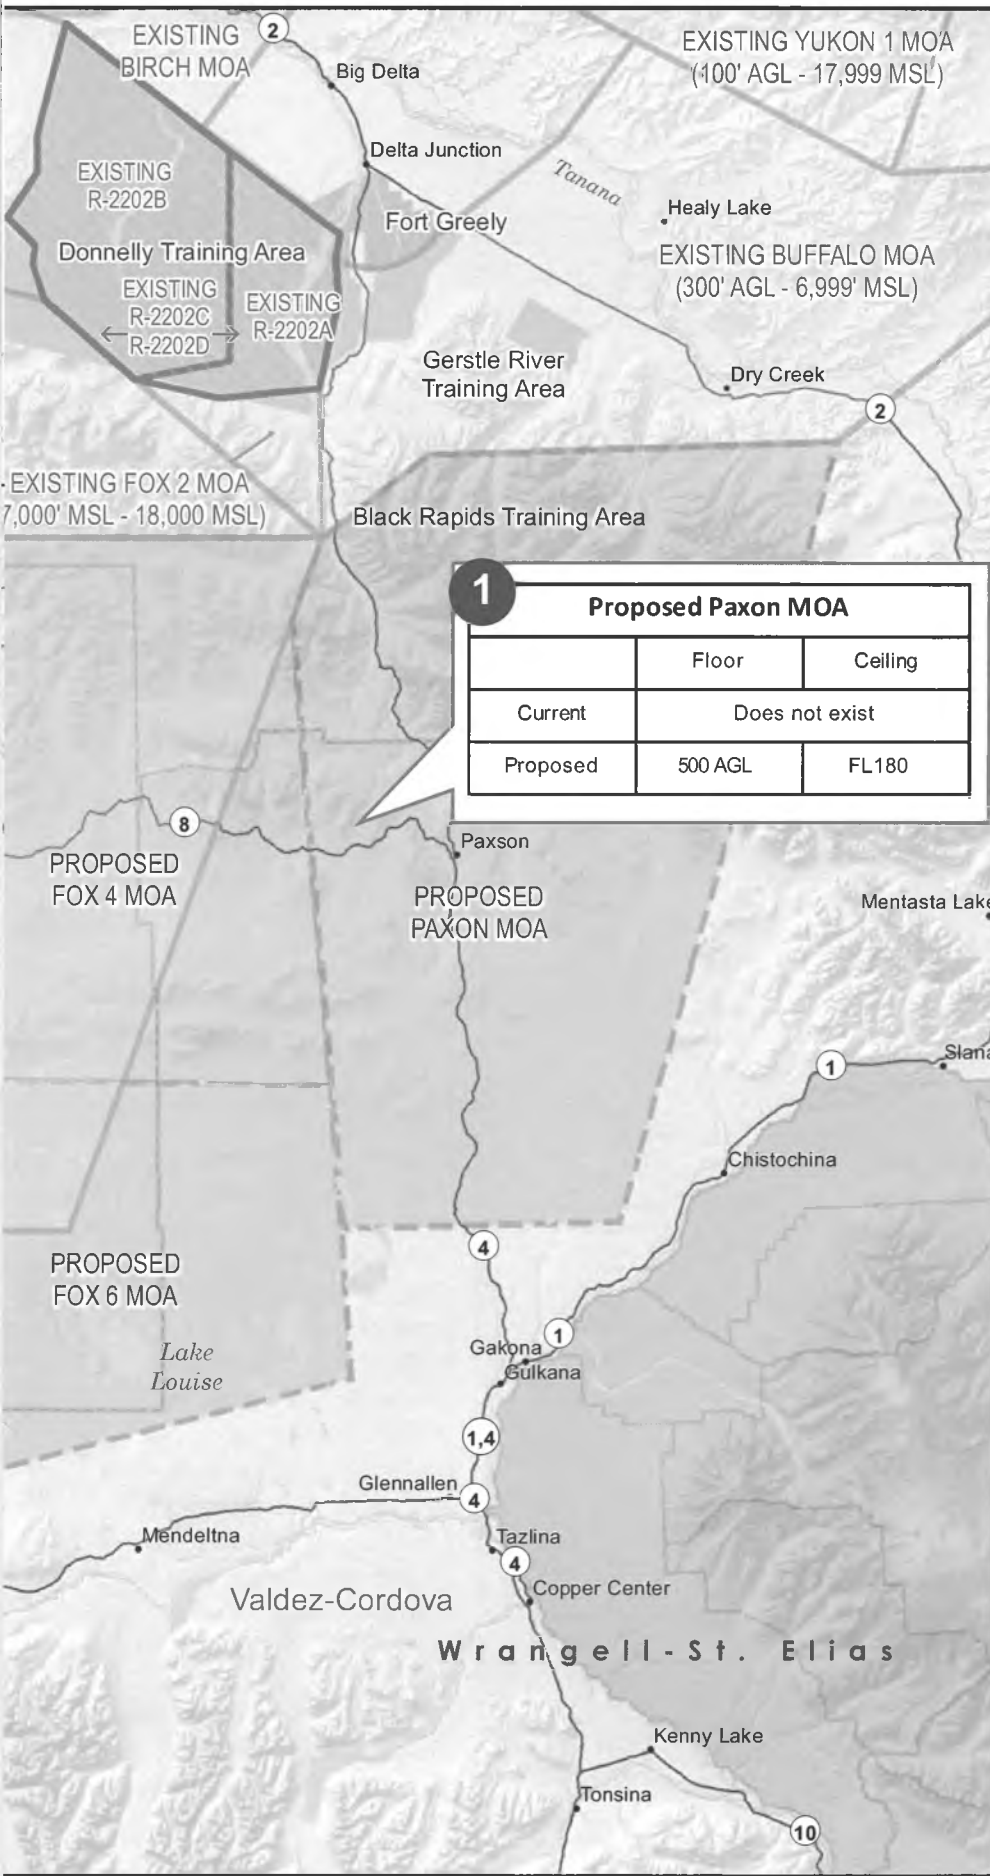 EXISTING
BIRCH MOA
2
Big Delta
EXISTING YUKON 1 MOA
(100' AGL - 17,999 MSL)
Delta Junction
EXISTING
R-2202B
Tanana
Healy Lake
Fort Greely
Donnelly Training Area
EXISTING BUFFALO MOA
(300' AGL - 6,999' MSL)
EXISTING
R-2202C
R-2202D
EXISTING
R-2202A
Gerstle River
Training Area
Dry Creek
2
EXISTING FOX 2 MOA
7,000' MSL - 18,000 MSL)
Black Rapids Training Area
1
Proposed Paxon MOA
Floor Ceiling
Current Does not exist
Proposed 500 AGL FL180
8
Paxson
PROPOSED
FOX 4 MOA
PROPOSED
PAXON MOA
Mentasta Lake
1
Slana
Chistochina
4
PROPOSED
FOX 6 MOA
1
Lake
Louise
Gakona
Gulkana
1,4
Glennallen
4
Mendeltna
Tazlina
4
Copper Center
Valdez-Cordova
Wrangell-St. Elias
Kenny Lake
Tonsina
10